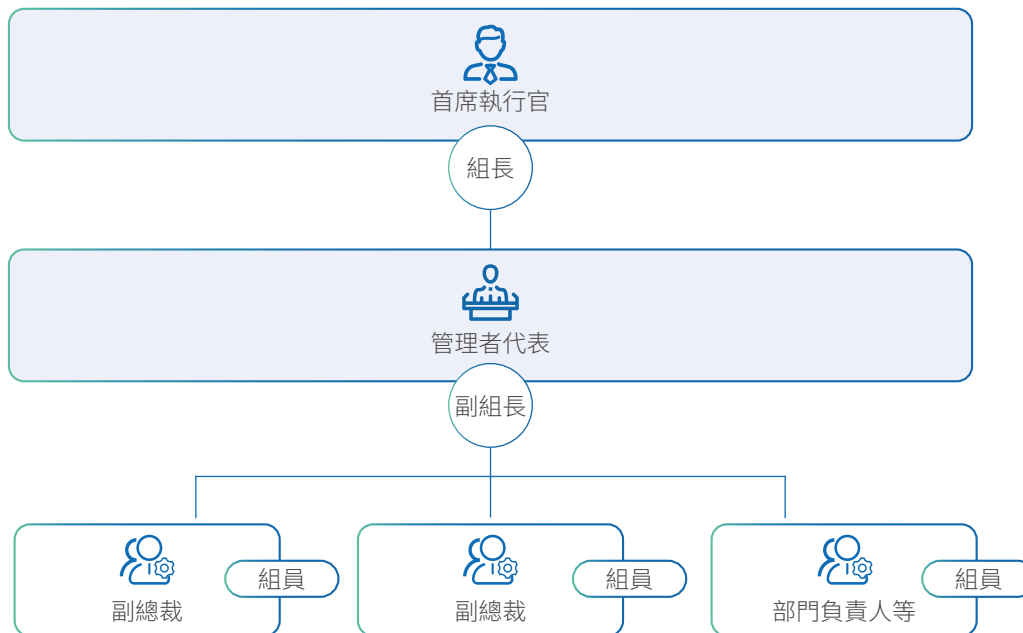 首席執行官
組長
管理者代表
副組長
組員
組員
組員
副總裁
副總裁
部門負責人等